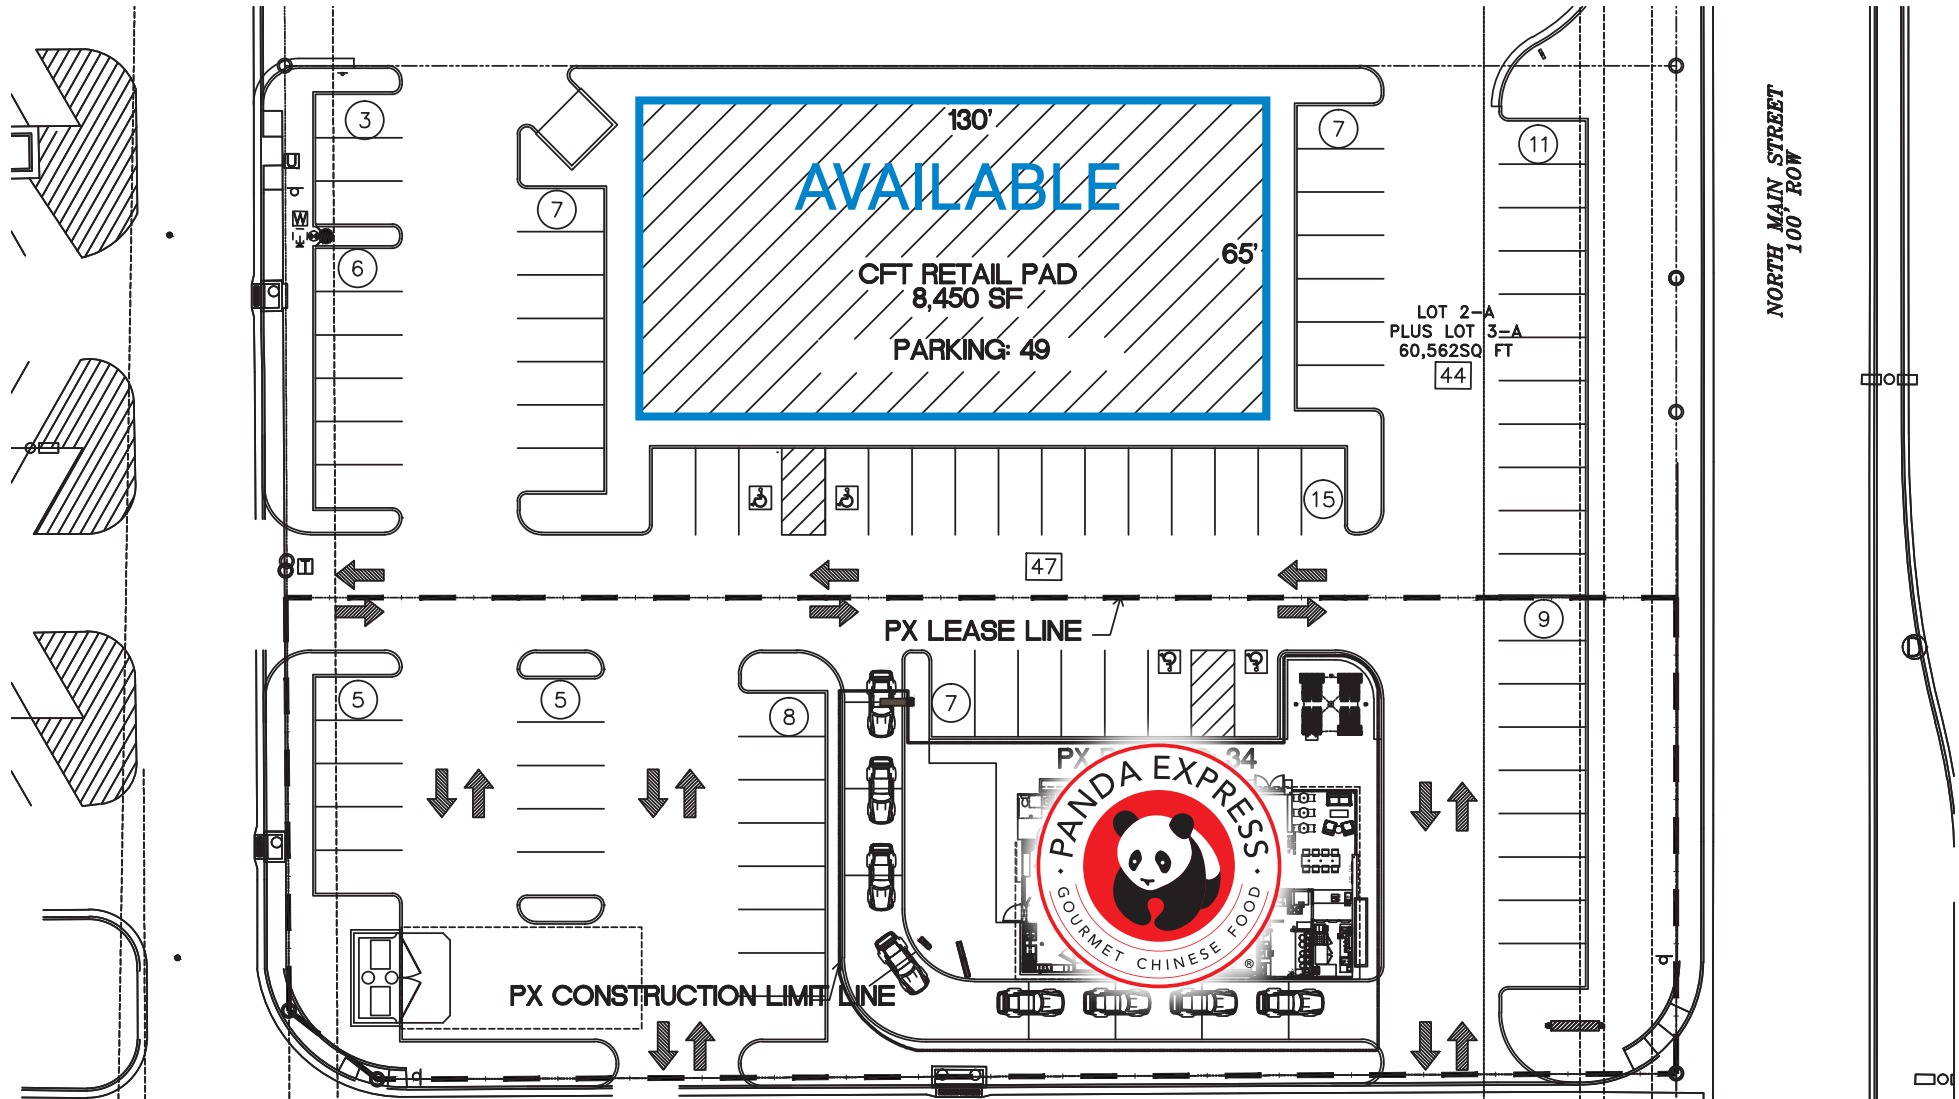 3
130'
7
11
AVAILABLE
7
65'
W
6
CFT RETAIL PAD
8,450 SF
PARKING: 49
NORTH MAIN STREET
100' ROW
LOT 2-A
PLUS LOT 3-A
60,562SQ FT
44
15
T
47
PX LEASE LINE
9
5
5
8
7
PX
34
PANDA EXPRESS
GOURMET CHINESE FOOD
®
PX CONSTRUCTION LIMIT LINE